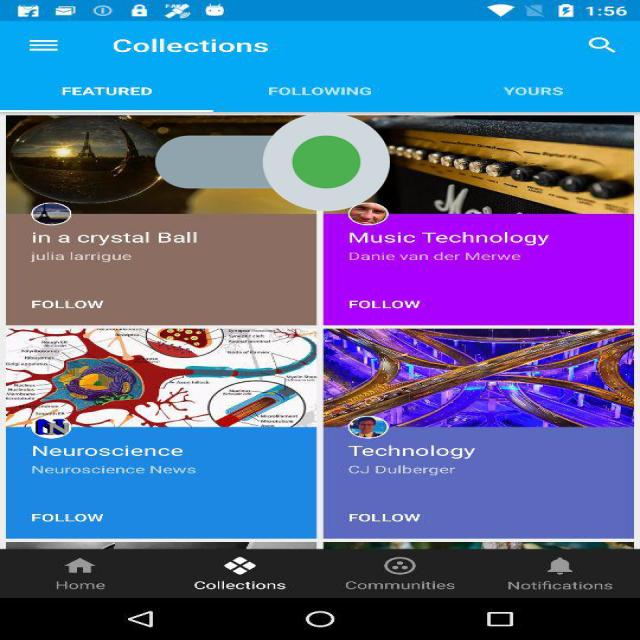 1:56
Collections
FEATURED
FOLLOWING
YOURS
in a crystal Ball
julia larrigue
FOLLOW
Music Technology
Danie van der Merwe
FOLLOW
Neuroscience
Neuroscience News
FOLLOW
Technology
CJ Dulberger
FOLLOW
Home
Collections
Communities
Notifications